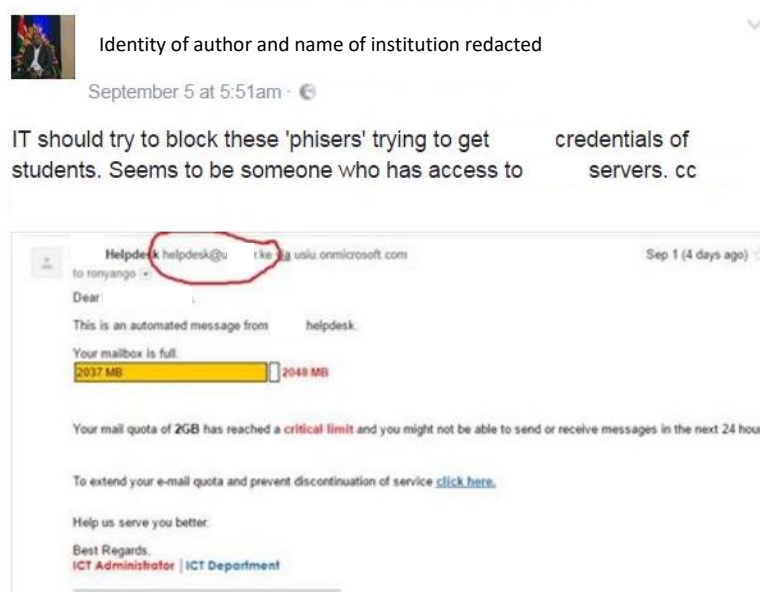 Identity of author and name of institution redacted
September 5 at 5:51am ·
IT should try to block these 'phisers' trying to get credentials of
students. Seems to be someone who has access to servers. cc
Helpdesk helpdesk@u r.ke via usiu.onmicrosoft.com Sep 1 (4 days ago)
to ronyango
Dear ,
This is an automated message from helpdesk.
Your mailbox is full.
2037 MB 2048 MB
Your mail quota of 2GB has reached a critical limit and you might not be able to send or receive messages in the next 24 hou
To extend your e-mail quota and prevent discontinuation of service click here.
Help us serve you better.
Best Regards,
ICT Administrator | ICT Department